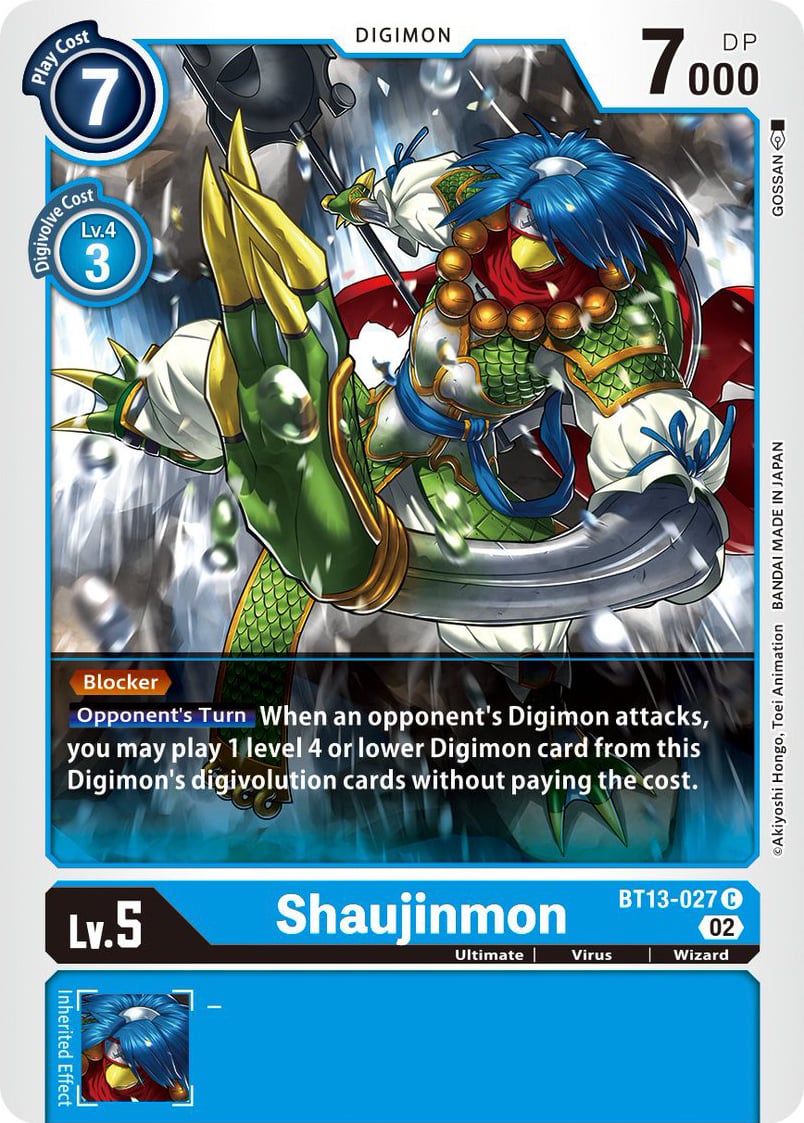 DIGIMON
Play Cost
7
7000
DP
Digivolve Cost
Lv.4
3
GOSSAN
©Akiyoshi Hongo, Toei Animation BANDAI MADE IN JAPAN
Blocker
Opponent's Turn When an opponent's Digimon attacks,
you may play 1 level 4 or lower Digimon card from this
Digimon's digivolution cards without paying the cost.
Lv.5
Shaujinmon
BT13-027 C
02
Ultimate | Virus | Wizard
Inherited Effect
–